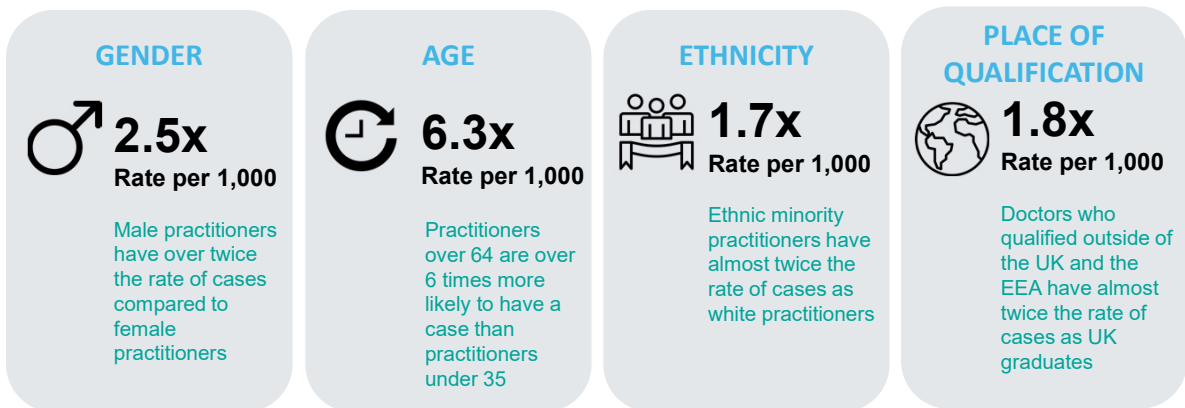 GENDER
2.5x
Rate per 1,000
Male practitioners
have over twice
the rate of cases
compared to
female
practitioners
AGE
6.3x
Rate per 1,000
Practitioners
over 64 are over
6 times more
likely to have a
case than
practitioners
under 35
ETHNICITY
1.7x
Rate per 1,000
Ethnic minority
practitioners have
almost twice the
rate of cases as
white practitioners
PLACE OF
QUALIFICATION
1.8x
Rate per 1,000
Doctors who
qualified outside of
the UK and the
EEA have almost
twice the rate of
cases as UK
graduates